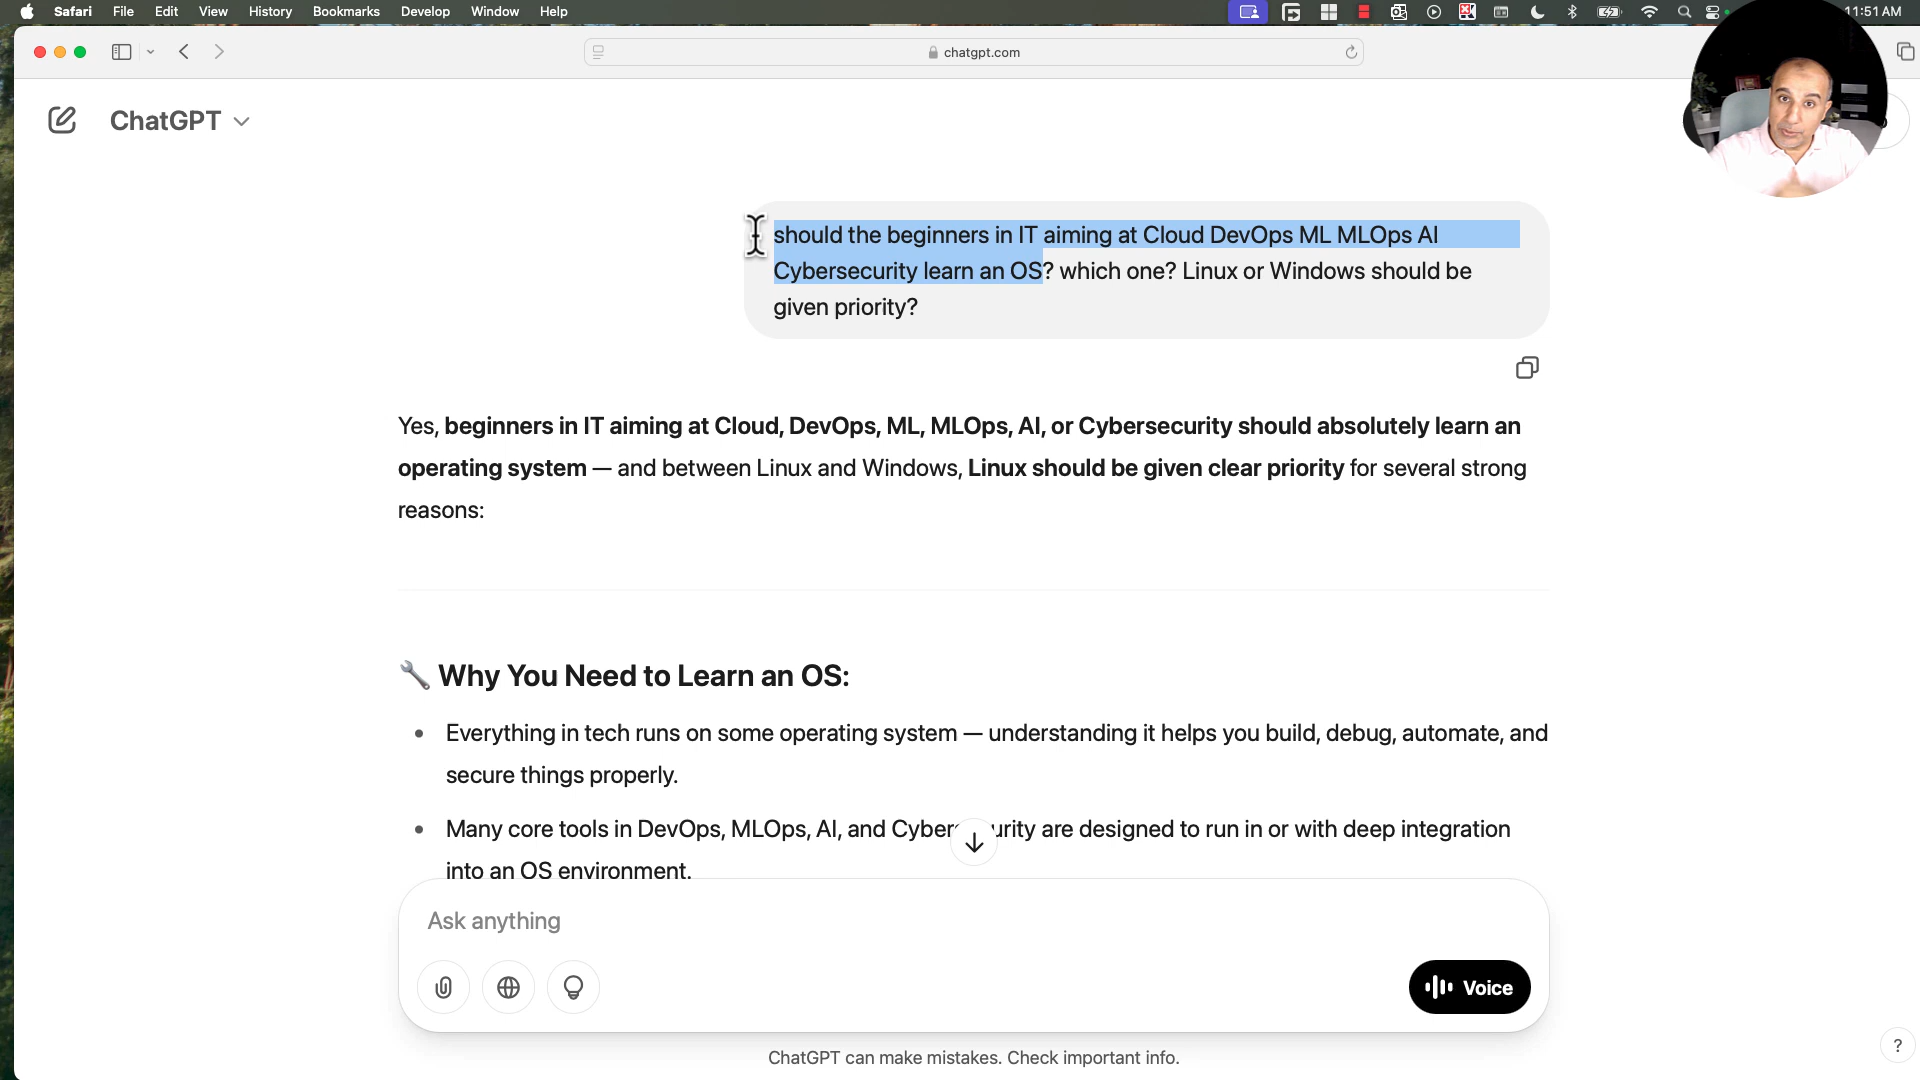 Safari File Edit View History Bookmarks Develop Window Help 11:51 AM
chatgpt.com
ChatGPT
should the beginners in IT aiming at Cloud DevOps ML MLOps AI
Cybersecurity learn an OS? which one? Linux or Windows should be
given priority?
Yes, beginners in IT aiming at Cloud, DevOps, ML, MLOps, AI, or Cybersecurity should absolutely learn an
operating system — and between Linux and Windows, Linux should be given clear priority for several strong
reasons:
🔧 Why You Need to Learn an OS:
• Everything in tech runs on some operating system — understanding it helps you build, debug, automate, and
secure things properly.
• Many core tools in DevOps, MLOps, AI, and Cybersecurity are designed to run in or with deep integration
into an OS environment.
Ask anything
Voice
ChatGPT can make mistakes. Check important info.
?